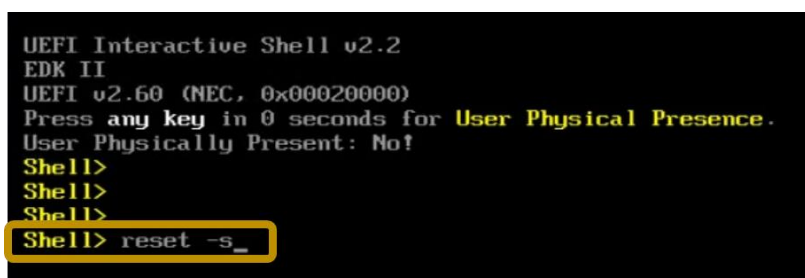 UEFI Interactive Shell v2.2
EDK II
UEFI v2.60 (NEC, 0x00020000)
Press any key in 0 seconds for User Physical Presence.
User Physically Present: No!
Shell>
Shell>
Shell>
Shell> reset -s_